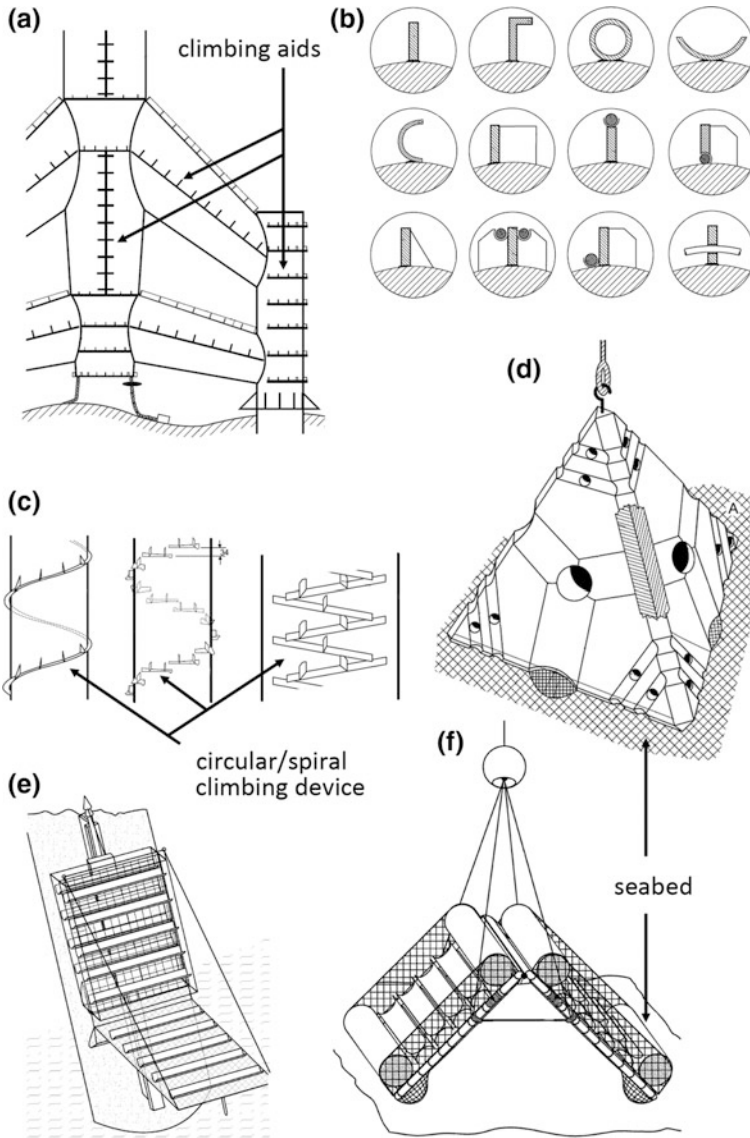 (a)
climbing aids
(b)
(c)
circular/spiral
climbing device
(d)
A
(e)
(f)
seabed